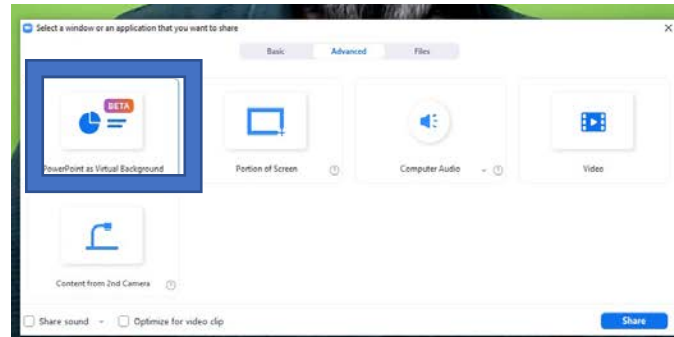 Select a window or an application that you want to share
Basic Advanced Files
BETA
PowerPoint as Virtual Background
Portion of Screen
Computer Audio
Video
Content from 2nd Camera
Share sound
Optimize for video clip
Share